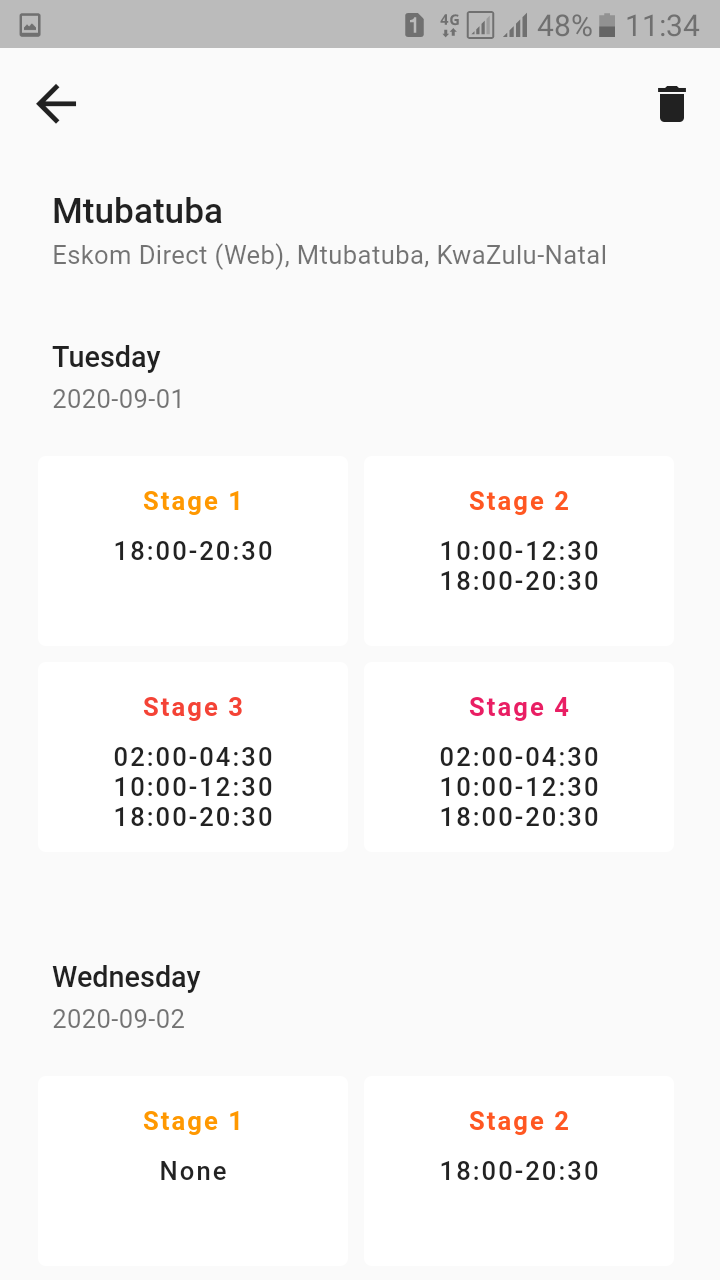 1 4G 48% 11:34
Mtubatuba
Eskom Direct (Web), Mtubatuba, KwaZulu-Natal
Tuesday
2020-09-01
Stage 1
18:00-20:30
Stage 2
10:00-12:30
18:00-20:30
Stage 3
02:00-04:30
10:00-12:30
18:00-20:30
Stage 4
02:00-04:30
10:00-12:30
18:00-20:30
Wednesday
2020-09-02
Stage 1
None
Stage 2
18:00-20:30